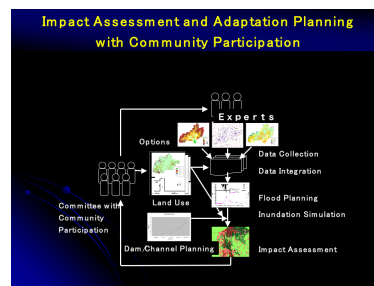 Impact Assessment and Adaptation Planning
with Community Participation
Experts
Options
Data Collection
Data Integration
Committee with
Community
Participation
Land Use
Flood Planning
Inundation Simulation
Dam/Channel Planning
Impact Assessment